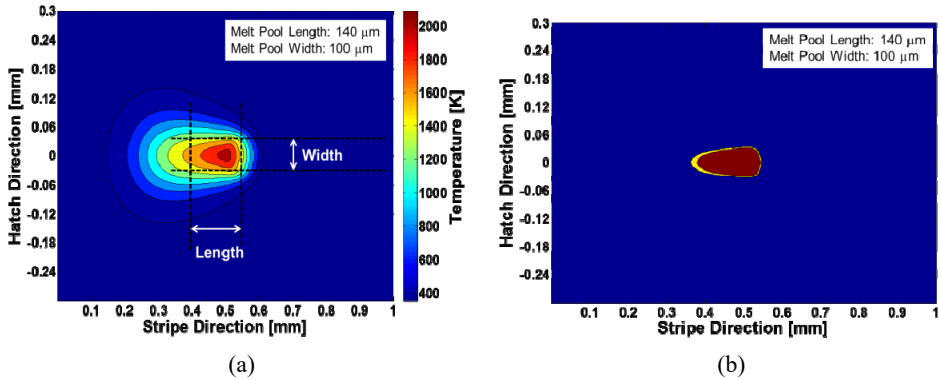 Melt Pool Length: 140 μm
Melt Pool Width: 100 μm
0.3
0.24
0.18
0.12
0.06
0
-0.06
-0.12
-0.18
-0.24
Hatch Direction [mm]
Width
Length
0.1 0.2 0.3 0.4 0.5 0.6 0.7 0.8 0.9 1
Stripe Direction [mm]
2000
1800
1600
1400
1200
1000
800
600
400
Temperature [K]
(a)
Melt Pool Length: 140 μm
Melt Pool Width: 100 μm
0.3
0.24
0.18
0.12
0.06
0
-0.06
-0.12
-0.18
-0.24
Hatch Direction [mm]
0.1 0.2 0.3 0.4 0.5 0.6 0.7 0.8 0.9 1
Stripe Direction [mm]
(b)